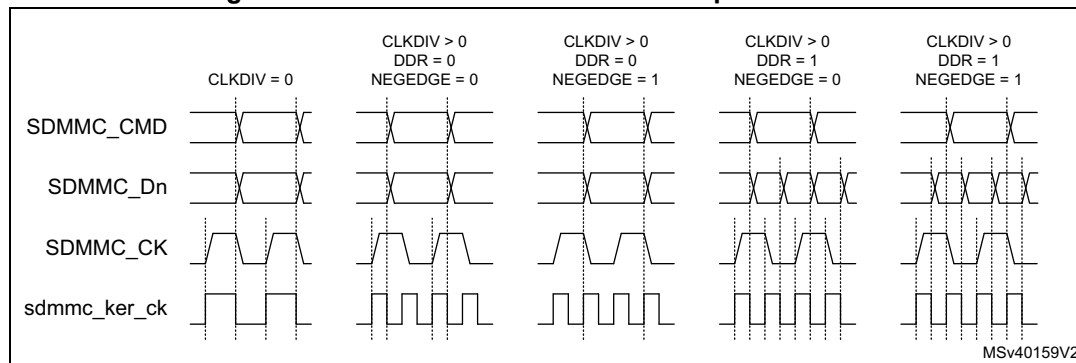 CLKDIV = 0
CLKDIV > 0
DDR = 0
NEGEDGE = 0
CLKDIV > 0
DDR = 0
NEGEDGE = 1
CLKDIV > 0
DDR = 1
NEGEDGE = 0
CLKDIV > 0
DDR = 1
NEGEDGE = 1
SDMMC_CMD
SDMMC_Dn
SDMMC_CK
sdmmc_ker_ck
MSv40159V2